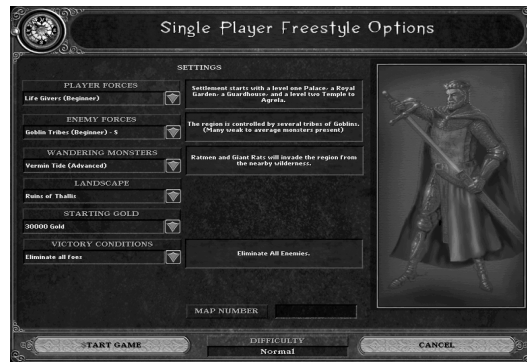 Single Player Freestyle Options
SETTINGS
PLAYER FORCES
Life Givers (Beginner)
Settlement starts with a level one Palace, a Royal
Garden, a Guardhouse, and a level two Temple to
Agrela.
ENEMY FORCES
Goblin Tribes (Beginner) - S
The region is controlled by several tribes of Goblins.
(Many weak to average monsters present)
WANDERING MONSTERS
Vermin Tide (Advanced)
Ratmen and Giant Rats will invade the region from
the nearby wilderness.
LANDSCAPE
Ruins of Thallis
STARTING GOLD
30000 Gold
VICTORY CONDITIONS
Eliminate all foes
Eliminate All Enemies.
MAP NUMBER
START GAME
DIFFICULTY
Normal
CANCEL